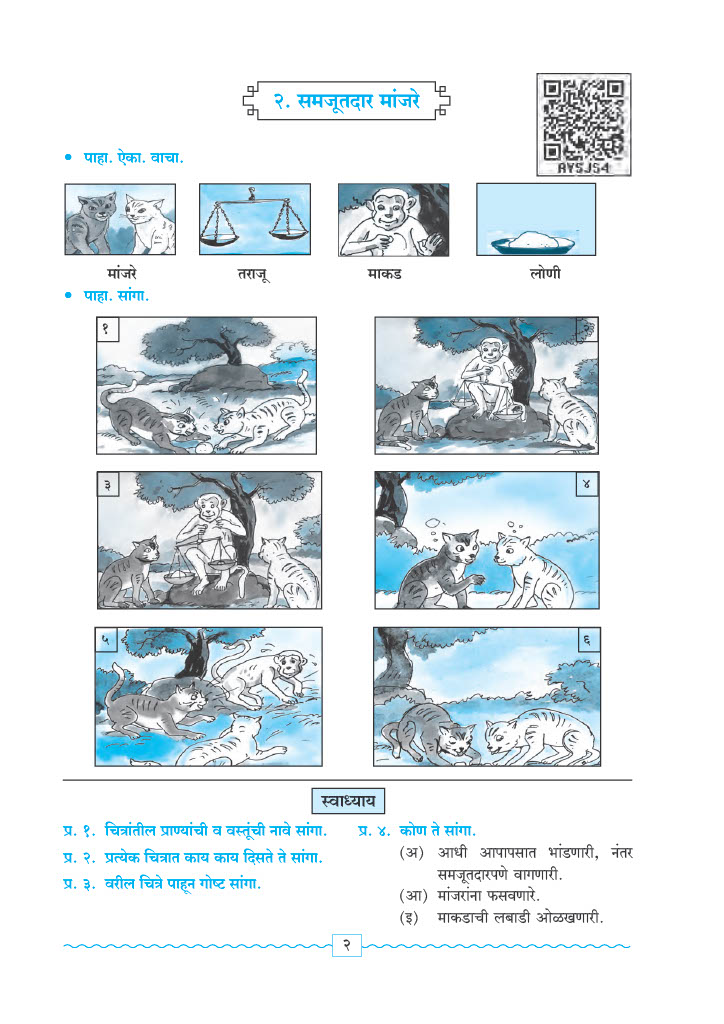 २. समजूतदार मांजरे
AY5J54
• पाहा. ऐका. वाचा.
मांजरे तराजू माकड लोणी
• पाहा. सांगा.
१ २
३ ४
५ ६
स्वाध्याय
प्र. १. चित्रांतील प्राण्यांची व वस्तूंची नावे सांगा.
प्र. २. प्रत्येक चित्रात काय काय दिसते ते सांगा.
प्र. ३. वरील चित्रे पाहून गोष्ट सांगा.
प्र. ४. कोण ते सांगा.
(अ) आधी आपापसात भांडणारी, नंतर
समजूतदारपणे वागणारी.
(आ) मांजरांना फसवणारे.
(इ) माकडाची लबाडी ओळखणारी.
२